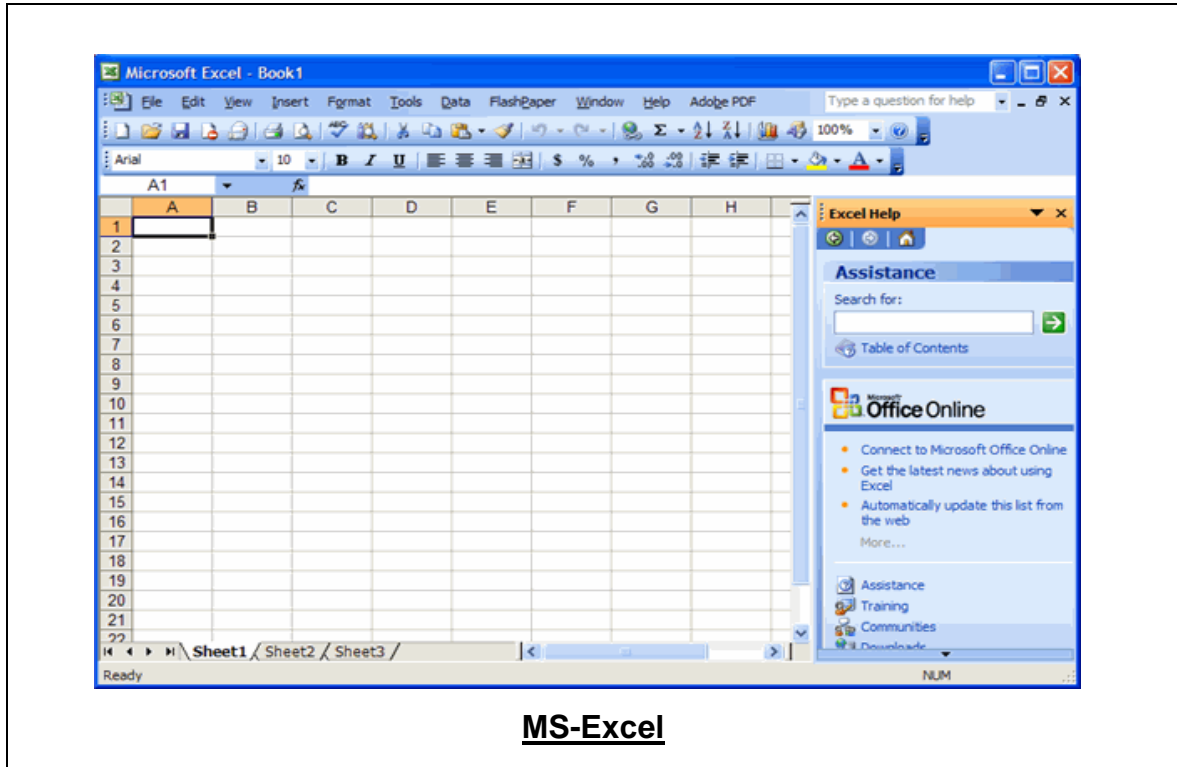 Microsoft Excel - Book1
File Edit View Insert Format Tools Data FlashPaper Window Help Adobe PDF Type a question for help
100%
Arial 10 B I U $ % ,
A1 fx
A B C D E F G H
1
2
3
4
5
6
7
8
9
10
11
12
13
14
15
16
17
18
19
20
21
22
Sheet1 Sheet2 Sheet3
Ready NUM
Excel Help
Assistance
Search for:
Table of Contents
Microsoft
Office Online
Connect to Microsoft Office Online
Get the latest news about using
Excel
Automatically update this list from
the web
More...
Assistance
Training
Communities
Downloads
MS-Excel